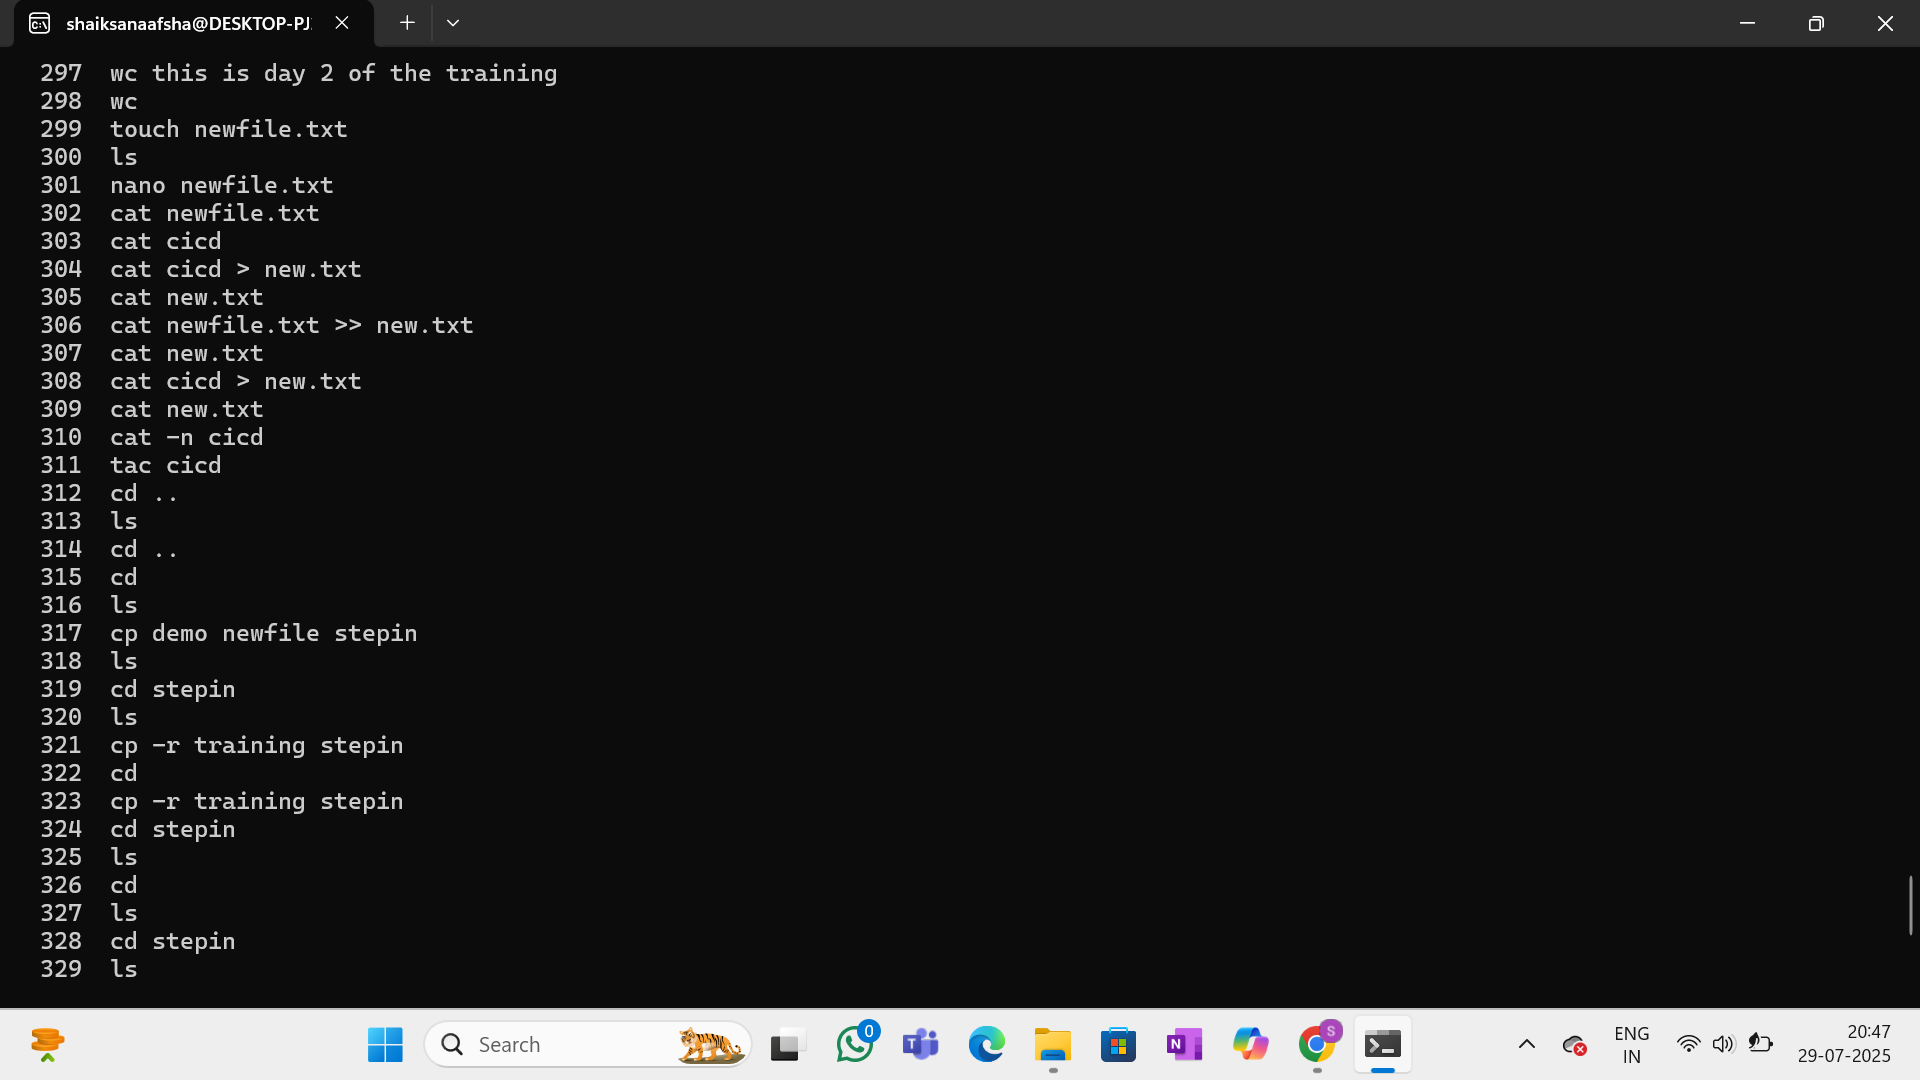 shaiksanaafsha@DESKTOP-PJ
297 wc this is day 2 of the training
298 wc
299 touch newfile.txt
300 ls
301 nano newfile.txt
302 cat newfile.txt
303 cat cicd
304 cat cicd > new.txt
305 cat new.txt
306 cat newfile.txt >> new.txt
307 cat new.txt
308 cat cicd > new.txt
309 cat new.txt
310 cat -n cicd
311 tac cicd
312 cd ..
313 ls
314 cd ..
315 cd
316 ls
317 cp demo newfile stepin
318 ls
319 cd stepin
320 ls
321 cp -r training stepin
322 cd
323 cp -r training stepin
324 cd stepin
325 ls
326 cd
327 ls
328 cd stepin
329 ls
Search
0
T
N
S
ENG
IN
20:47
29-07-2025